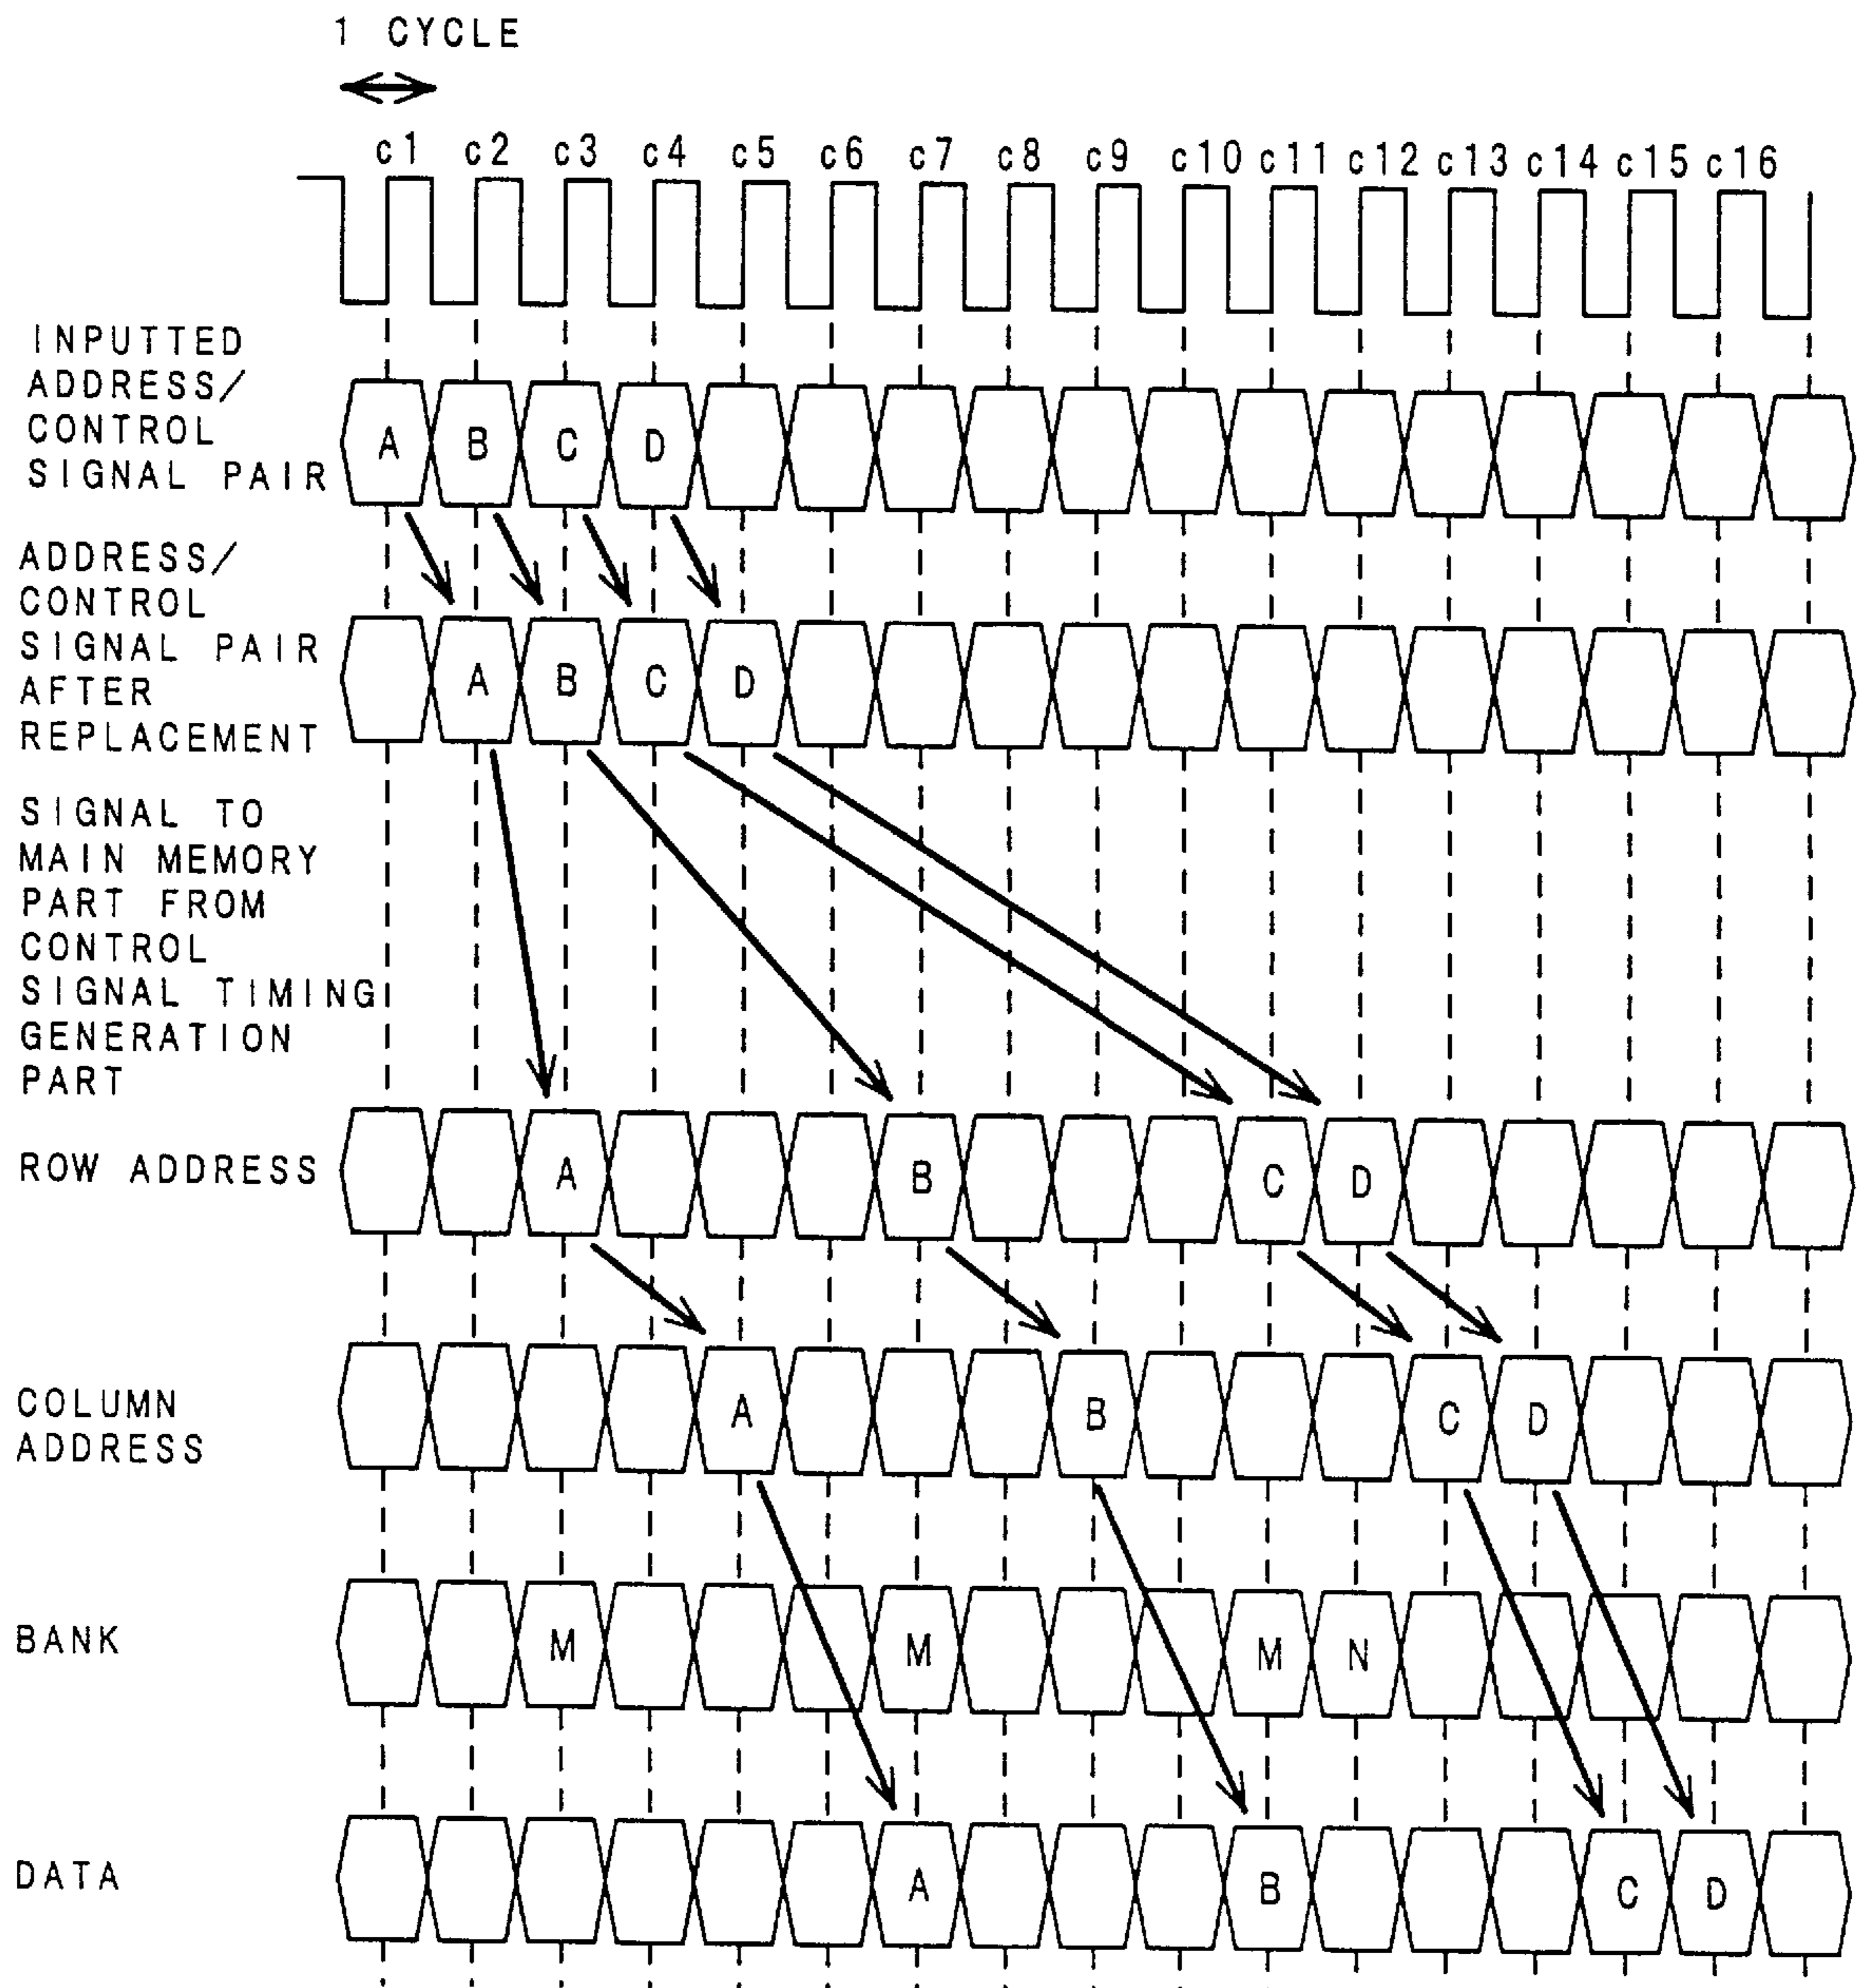 1 CYCLE
c1 c2 c3 c4 c5 c6 c7 c8 c9 c10 c11 c12 c13 c14 c15 c16
INPUTTED
ADDRESS/
CONTROL
SIGNAL PAIR
A B C D
ADDRESS/
CONTROL
SIGNAL PAIR
AFTER
REPLACEMENT
A B C D
SIGNAL TO
MAIN MEMORY
PART FROM
CONTROL
SIGNAL TIMING
GENERATION
PART
ROW ADDRESS
A B C D
COLUMN
ADDRESS
A B C D
BANK
M M M N
DATA
A B C D